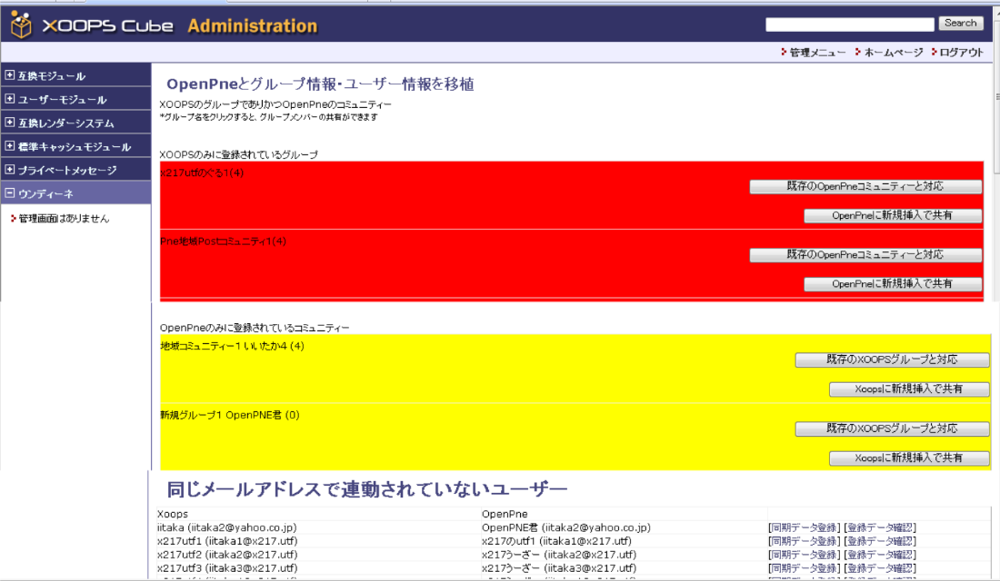 XOOPS Cube Administration
Search
管理メニュー ホームページ ログアウト
互換モジュール
ユーザーモジュール
互換レンダーシステム
標準キャッシュモジュール
プライベートメッセージ
ウンディーネ
管理画面はありません
OpenPneとグループ情報・ユーザー情報を移植
XOOPSのグループでありかつOpenPneのコミュニティー
*グループ名をクリックすると、グループメンバーの共有ができます
XOOPSのみに登録されているグループ
x217utfのぐる1(4)
既存のOpenPneコミュニティーと対応
OpenPneに新規挿入で共有
Pne地域Postコミュニティ1(4)
既存のOpenPneコミュニティーと対応
OpenPneに新規挿入で共有
OpenPneのみに登録されているコミュニティー
地域コミュニティー1 いいたか4 (4)
既存のXOOPSグループと対応
Xoopsに新規挿入で共有
新規グループ1 OpenPNE君 (0)
既存のXOOPSグループと対応
Xoopsに新規挿入で共有
同じメールアドレスで連動されていないユーザー
Xoops OpenPne
iitaka (iitaka2@yahoo.co.jp) OpenPNE君 (iitaka2@yahoo.co.jp) [同期データ登録] [登録データ確認]
x217utf1 (iitaka1@x217.utf) x217のutf1 (iitaka1@x217.utf) [同期データ登録] [登録データ確認]
x217utf2 (iitaka2@x217.utf) x217うーざー (iitaka2@x217.utf) [同期データ登録] [登録データ確認]
x217utf3 (iitaka3@x217.utf) x217うーざー (iitaka3@x217.utf) [同期データ登録] [登録データ確認]